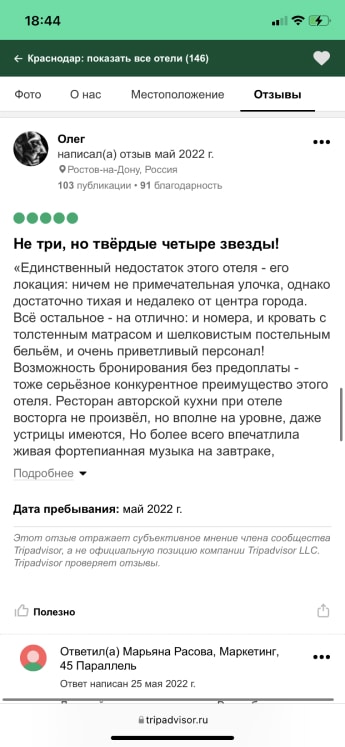 18:44
← Краснодар: показать все отели (146)
Фото О нас Местоположение Отзывы
Олег
написал(а) отзыв май 2022 г.
Ростов-на-Дону, Россия
103 публикации • 91 благодарность
Не три, но твёрдые четыре звезды!
«Единственный недостаток этого отеля - его
локация: ничем не примечательная улочка, однако
достаточно тихая и недалеко от центра города.
Всё остальное - на отлично: и номера, и кровать с
толстенным матрасом и шелковистым постельным
бельём, и очень приветливый персонал!
Возможность бронирования без предоплаты -
тоже серьёзное конкурентное преимущество этого
отеля. Ресторан авторской кухни при отеле
восторга не произвёл, но вполне на уровне, даже
устрицы имеются, Но более всего впечатлила
живая фортепианная музыка на завтраке,
Подробнее
Дата пребывания: май 2022 г.
Этот отзыв отражает субъективное мнение члена сообщества
Tripadvisor, а не официальную позицию компании Tripadvisor LLC.
Tripadvisor проверяет отзывы.
Полезно
Ответил(а) Марьяна Расова, Маркетинг,
45 Параллель
Ответ написан 25 мая 2022 г.
tripadvisor.ru